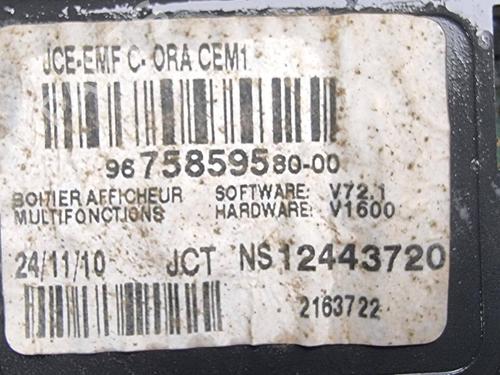 JCE-EMF C- ORA CEM1
9675859580-00
BOITIER AFFICHEUR SOFTWARE: V72.1
MULTIFONCTIONS HARDWARE: V1600
24/11/10 JCT NS12443720
2163722